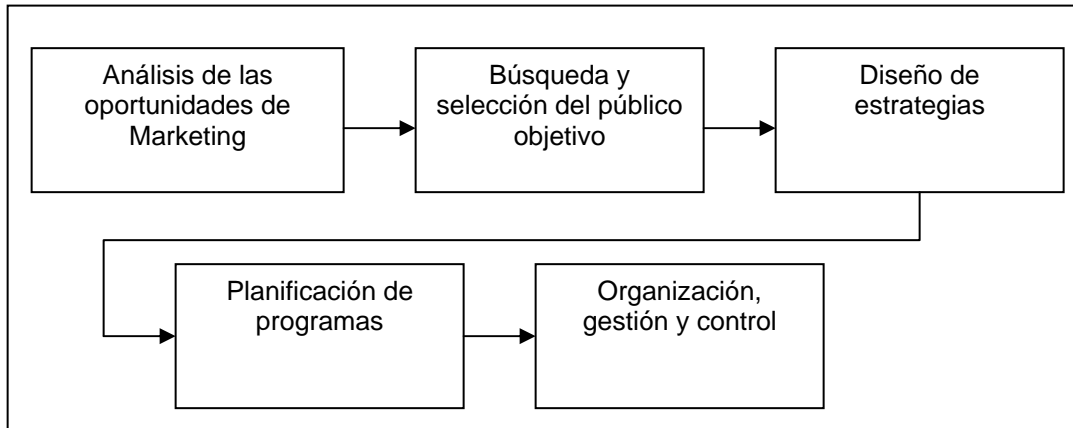 Análisis de las
oportunidades de
Marketing
Búsqueda y
selección del público
objetivo
Diseño de
estrategias
Planificación de
programas
Organización,
gestión y control